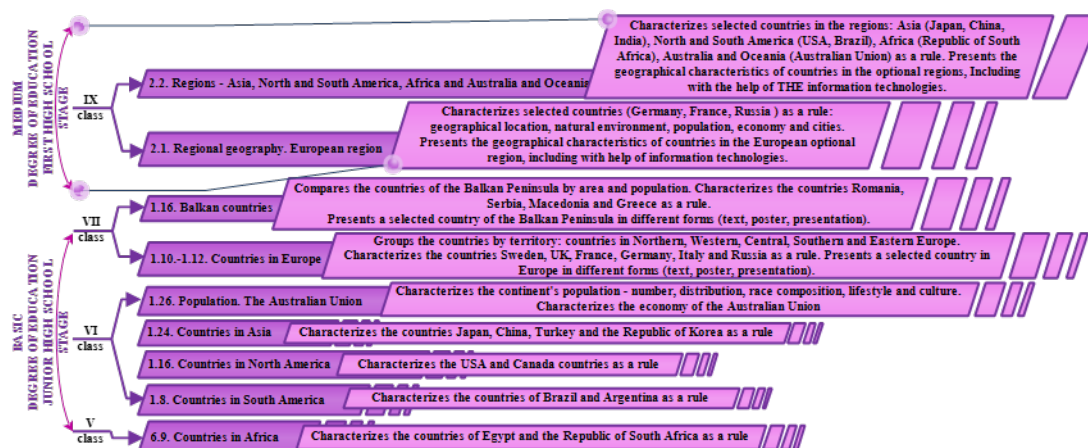 MEDIUM
DEGREE OF EDUCATION
FIRST HIGH SCHOOL
STAGE
IX
class
2.2. Regions - Asia, North and South America, Africa and Australia and Oceania
Characterizes selected countries in the regions: Asia (Japan, China,
India), North and South America (USA, Brazil), Africa (Republic of South
Africa), Australia and Oceania (Australian Union) as a rule. Presents
the geographical characteristics of countries in the optional regions, Including
with the help of THE information technologies.
2.1. Regional geography. European region
Characterizes selected countries (Germany, France, Russia ) as a rule:
geographical location, natural environment, population, economy and cities.
Presents the geographical characteristics of countries in the European optional
region, including with help of information technologies.
BASIC
DEGREE OF EDUCATION
JUNIOR HIGH SCHOOL
STAGE
VII
class
1.16. Balkan countries
Compares the countries of the Balkan Peninsula by area and population. Characterizes the countries Romania,
Serbia, Macedonia and Greece as a rule.
Presents a selected country of the Balkan Peninsula in different forms (text, poster, presentation).
1.10.-1.12. Countries in Europe
Groups the countries by territory: countries in Northern, Western, Central, Southern and Eastern Europe.
Characterizes the countries Sweden, UK, France, Germany, Italy and Russia as a rule. Presents a selected country in
Europe in different forms (text, poster, presentation).
VI
class
1.26. Population. The Australian Union
Characterizes the continent's population - number, distribution, race composition, lifestyle and culture.
Characterizes the economy of the Australian Union
1.24. Countries in Asia
Characterizes the countries Japan, China, Turkey and the Republic of Korea as a rule
1.16. Countries in North America
Characterizes the USA and Canada countries as a rule
1.8. Countries in South America
Characterizes the countries of Brazil and Argentina as a rule
V
class
6.9. Countries in Africa
Characterizes the countries of Egypt and the Republic of South Africa as a rule